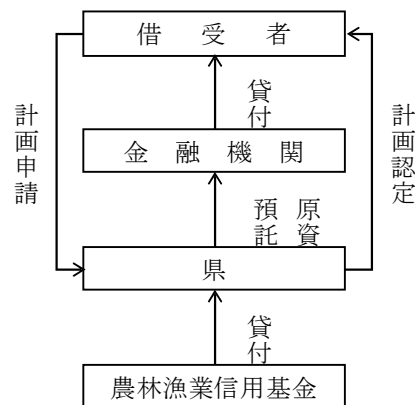 借受者
貸付
計画申請
計画認定
金融機関
原資
預託
県
貸付
農林漁業信用基金